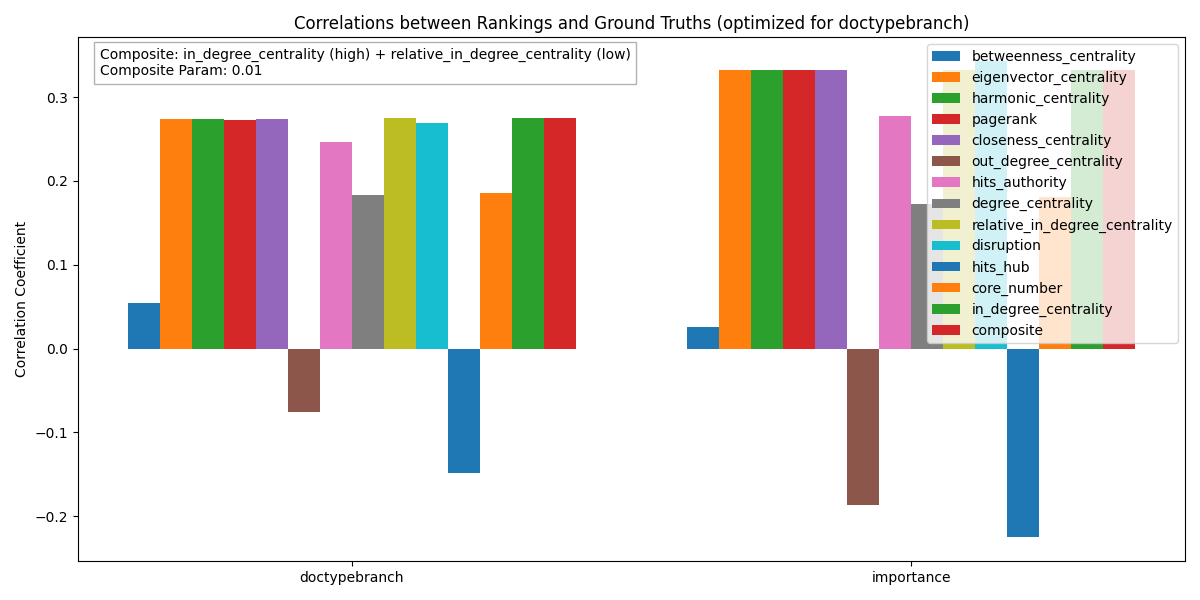 Correlations between Rankings and Ground Truths (optimized for doctypebranch)
Composite: in_degree_centrality (high) + relative_in_degree_centrality (low)
Composite Param: 0.01
betweenness_centrality
eigenvector_centrality
harmonic_centrality
pagerank
closeness_centrality
out_degree_centrality
hits_authority
degree_centrality
relative_in_degree_centrality
disruption
hits_hub
core_number
in_degree_centrality
composite
Correlation Coefficient
0.3
0.2
0.1
0.0
−0.1
−0.2
doctypebranch
importance